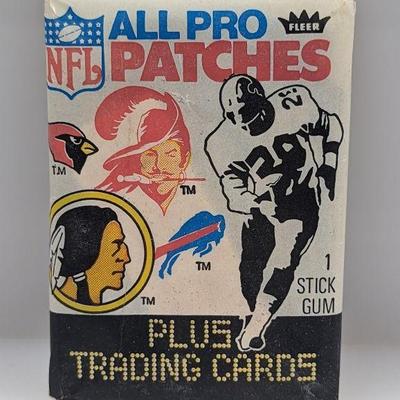 ALL PRO
FLEER
NFL PATCHES
TM
TM
TM
TM
1
STICK
GUM
PLUS
TRADING CARDS